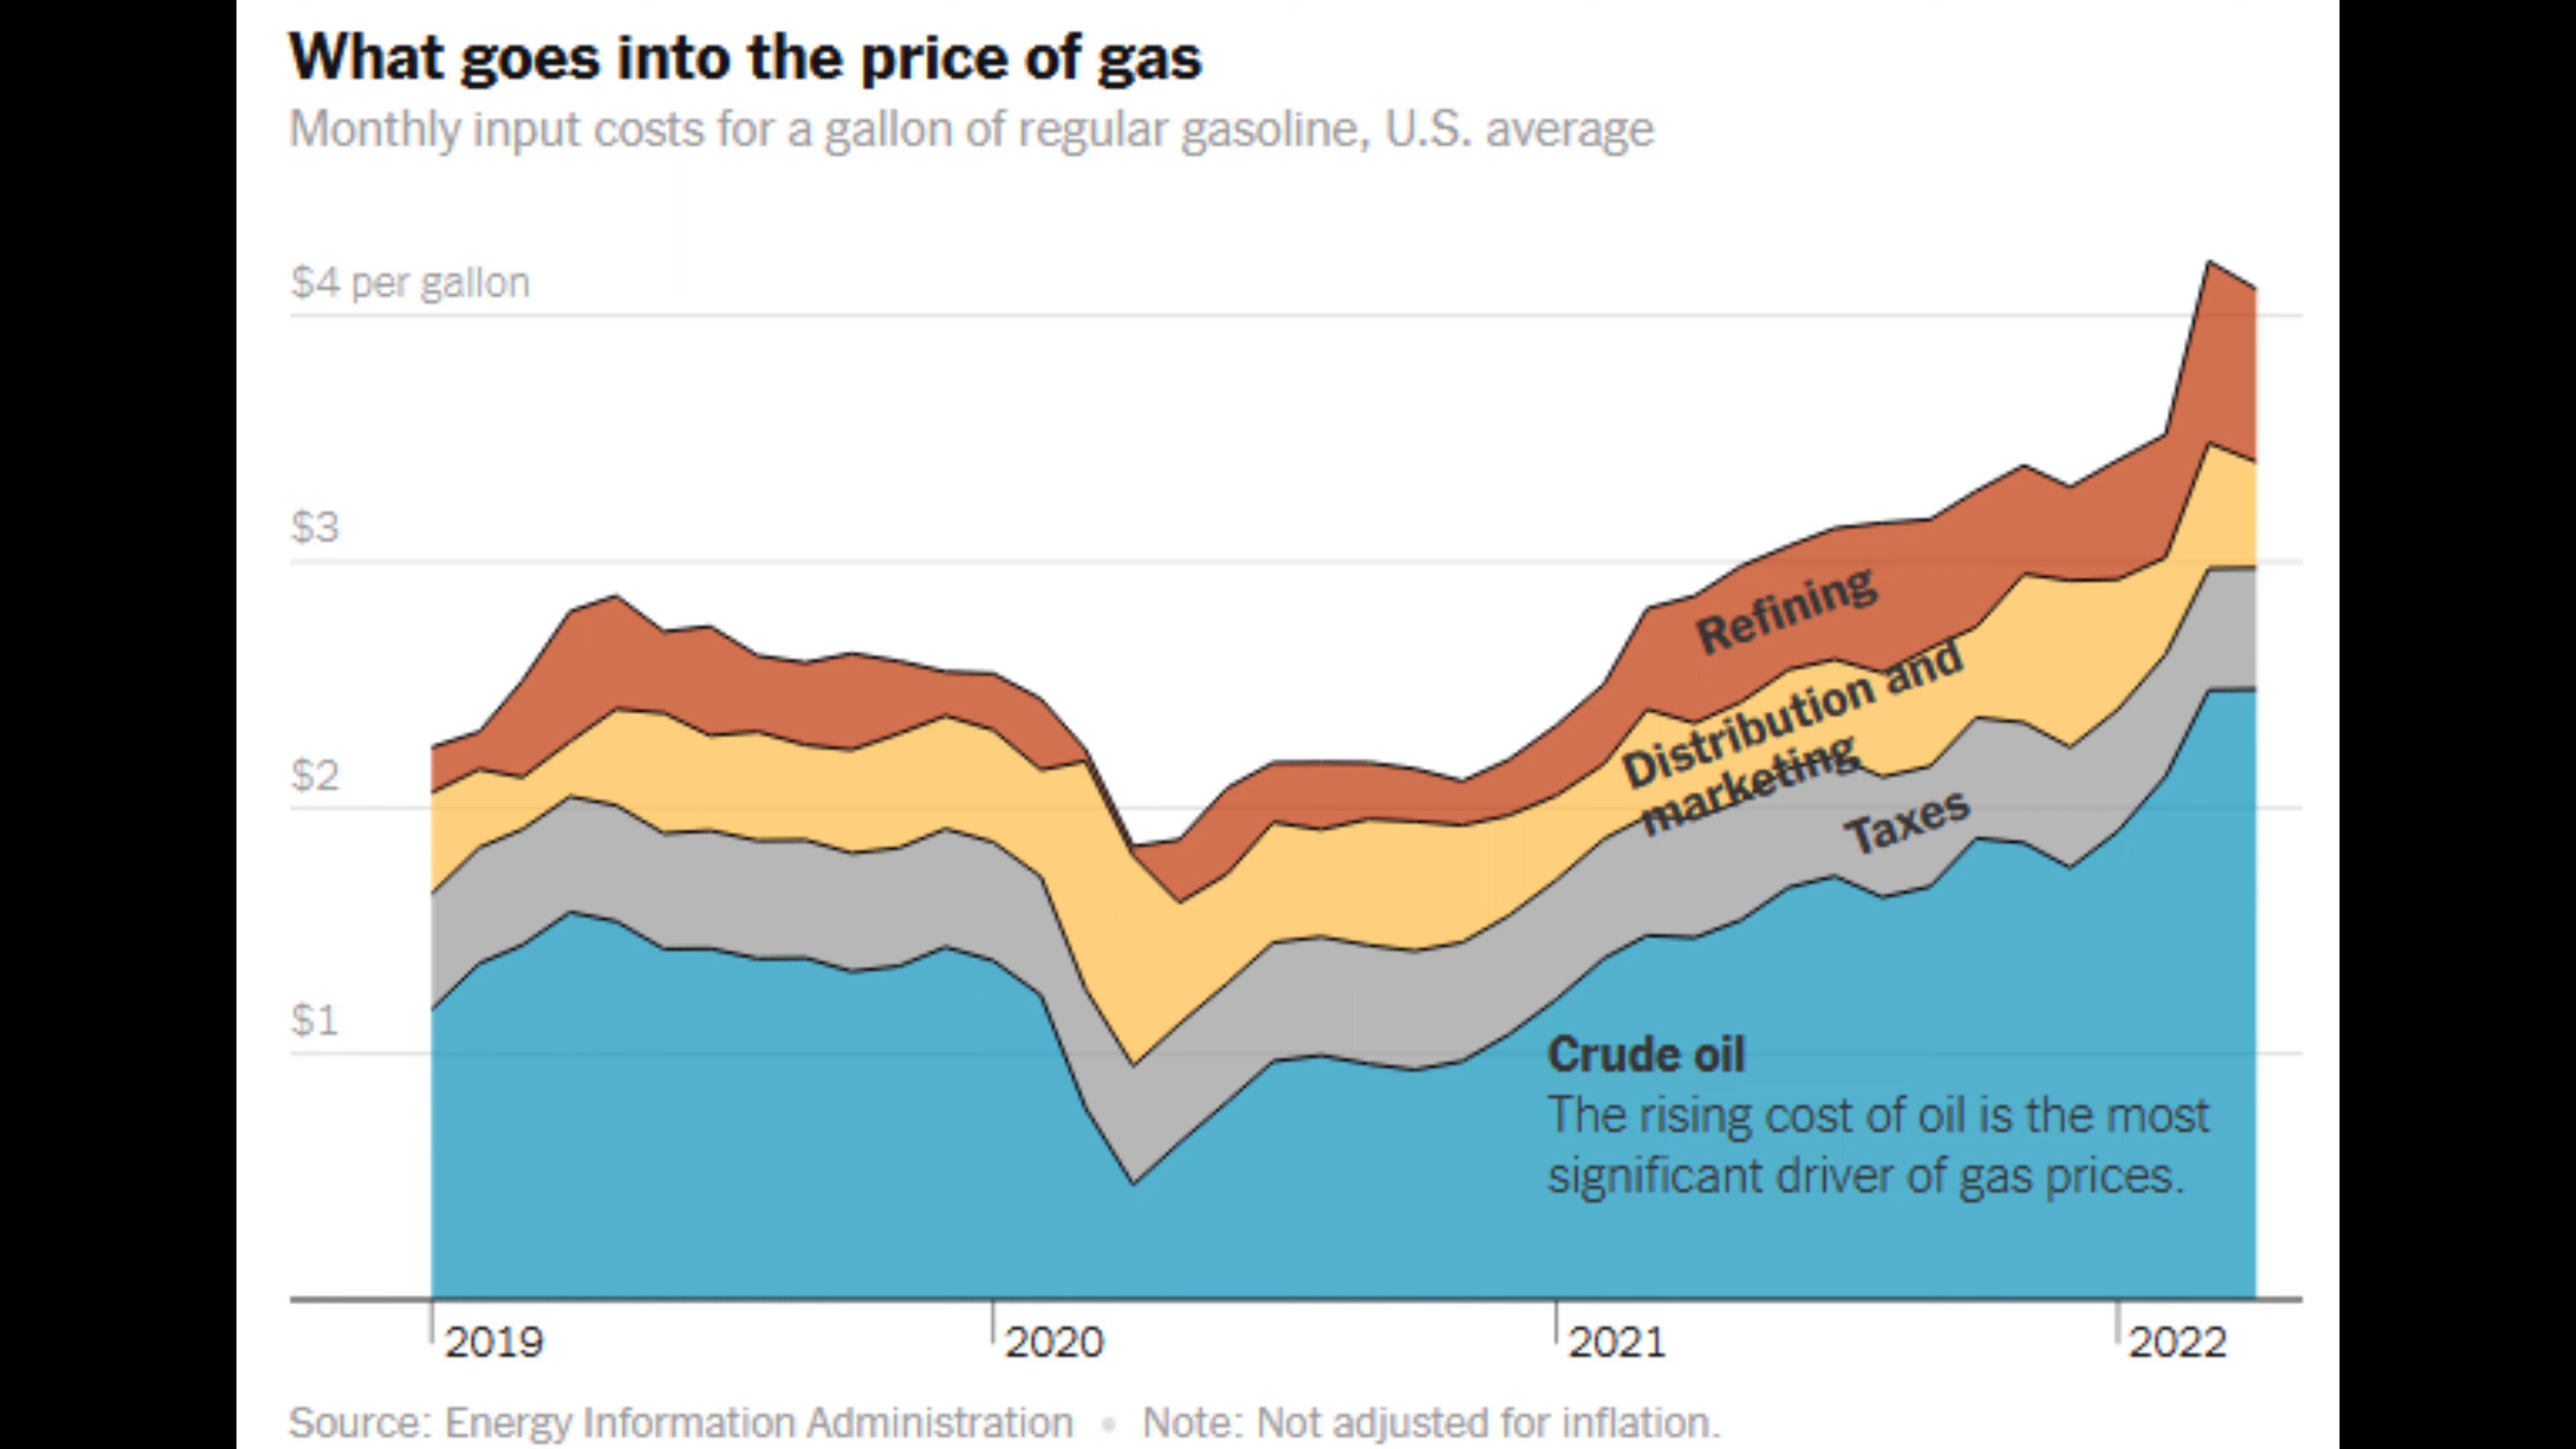 What goes into the price of gas
Monthly input costs for a gallon of regular gasoline, U.S. average
$4 per gallon
$3
$2
$1
Refining
Distribution and
marketing
Taxes
Crude oil
The rising cost of oil is the most
significant driver of gas prices.
2019
2020
2021
2022
Source: Energy Information Administration • Note: Not adjusted for inflation.